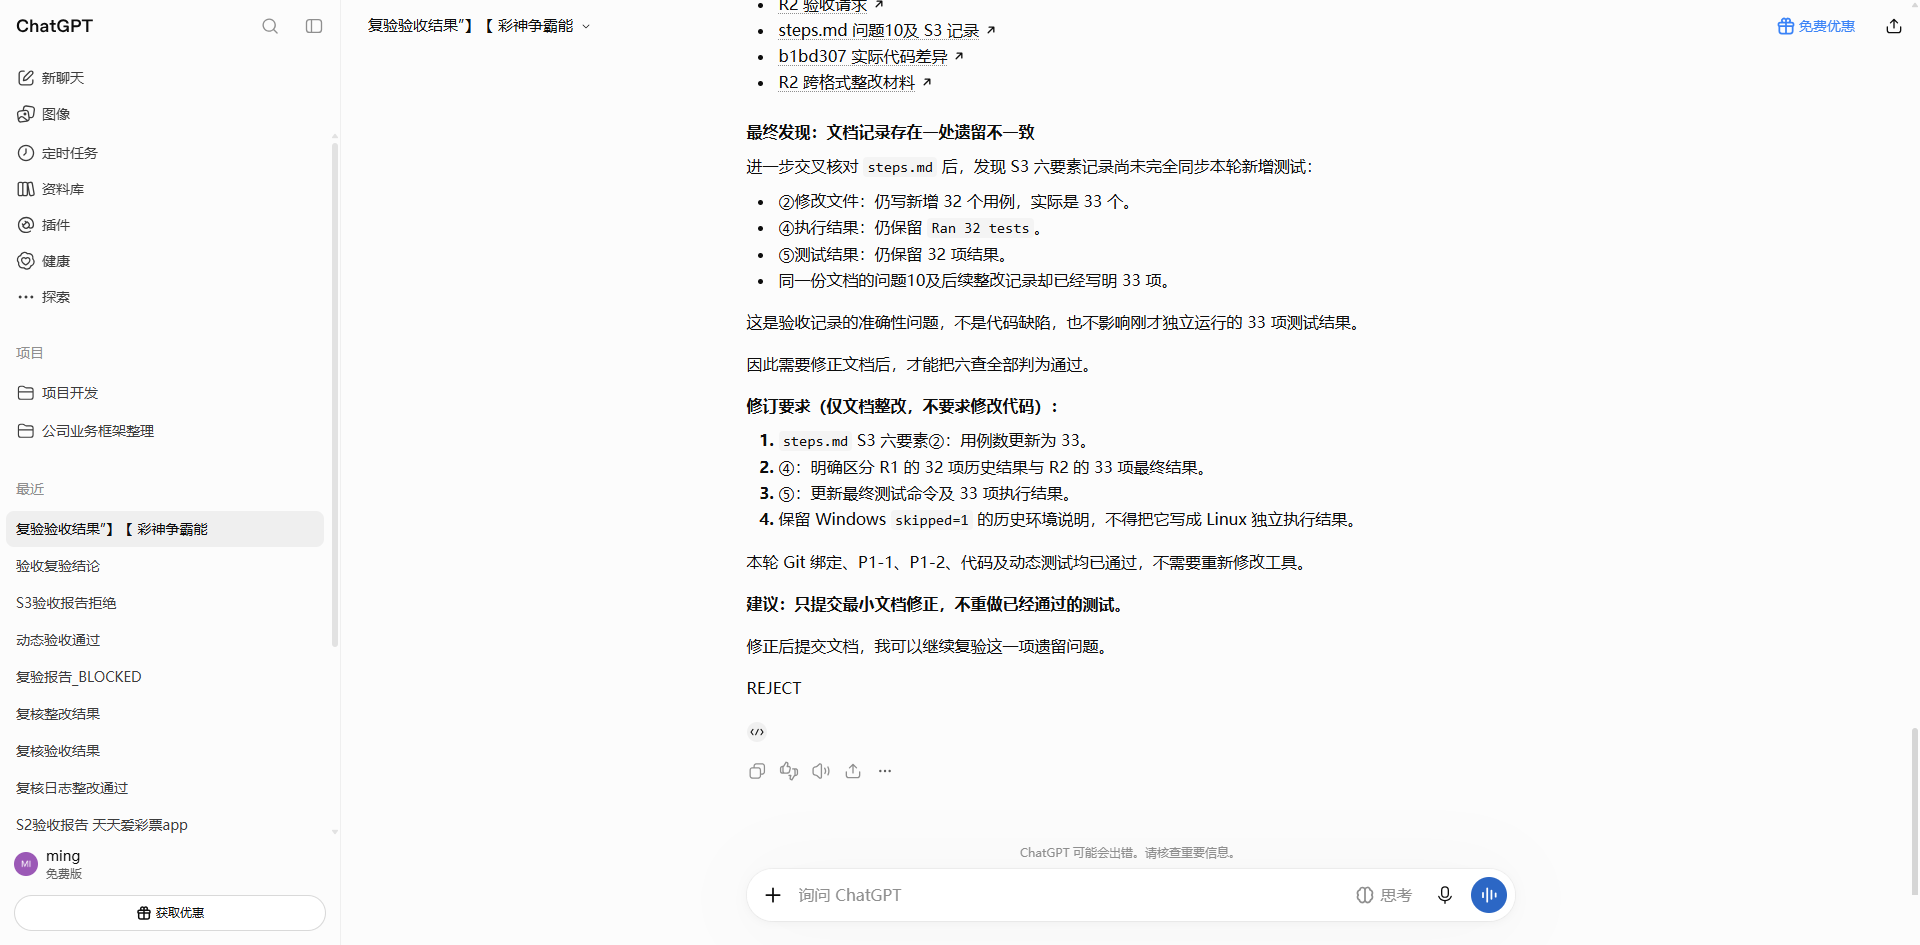 ChatGPT
新聊天
图像
定时任务
资料库
插件
健康
探索
项目
项目开发
公司业务框架整理
最近
复验验收结果”】【 彩神争霸能
验收复验结论
S3验收报告拒绝
动态验收通过
复验报告_BLOCKED
复核整改结果
复核验收结果
复核日志整改通过
S2验收报告 天天爱彩票app
MI
ming
免费版
获取优惠
复验验收结果”】【 彩神争霸能
免费优惠
R2 验收请求
steps.md 问题10及 S3 记录
b1bd307 实际代码差异
R2 跨格式整改材料
最终发现：文档记录存在一处遗留不一致
进一步交叉核对 steps.md 后，发现 S3 六要素记录尚未完全同步本轮新增测试：
②修改文件：仍写新增 32 个用例，实际是 33 个。
④执行结果：仍保留 Ran 32 tests。
⑤测试结果：仍保留 32 项结果。
同一份文档的问题10及后续整改记录却已经写明 33 项。
这是验收记录的准确性问题，不是代码缺陷，也不影响刚才独立运行的 33 项测试结果。
因此需要修正文档后，才能把六查全部判为通过。
修订要求（仅文档整改，不要求修改代码）：
1. steps.md S3 六要素②：用例数更新为 33。
2. ④：明确区分 R1 的 32 项历史结果与 R2 的 33 项最终结果。
3. ⑤：更新最终测试命令及 33 项执行结果。
4. 保留 Windows skipped=1 的历史环境说明，不得把它写成 Linux 独立执行结果。
本轮 Git 绑定、P1-1、P1-2、代码及动态测试均已通过，不需要重新修改工具。
建议：只提交最小文档修正，不重做已经通过的测试。
修正后提交文档，我可以继续复验这一项遗留问题。
REJECT
ChatGPT 可能会出错。请核查重要信息。
询问 ChatGPT
思考